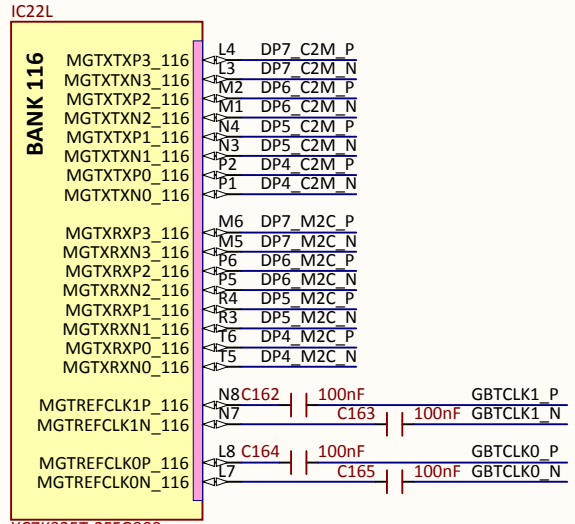 IC22L
BANK 116
MGTXTXP3_116 L4 DP7_C2M_P
MGTXTXN3_116 L3 DP7_C2M_N
MGTXTXP2_116 M2 DP6_C2M_P
MGTXTXN2_116 M1 DP6_C2M_N
MGTXTXP1_116 N4 DP5_C2M_P
MGTXTXN1_116 N3 DP5_C2M_N
MGTXTXP0_116 P2 DP4_C2M_P
MGTXTXN0_116 P1 DP4_C2M_N
MGTXRXP3_116 M6 DP7_M2C_P
MGTXRXN3_116 M5 DP7_M2C_N
MGTXRXP2_116 P6 DP6_M2C_P
MGTXRXN2_116 P5 DP6_M2C_N
MGTXRXP1_116 R4 DP5_M2C_P
MGTXRXN1_116 R3 DP5_M2C_N
MGTXRXP0_116 T6 DP4_M2C_P
MGTXRXN0_116 T5 DP4_M2C_N
MGTREFCLK1P_116 N8 C162 100nF GBTCLK1_P
MGTREFCLK1N_116 N7 C163 100nF GBTCLK1_N
MGTREFCLK0P_116 L8 C164 100nF GBTCLK0_P
MGTREFCLK0N_116 L7 C165 100nF GBTCLK0_N